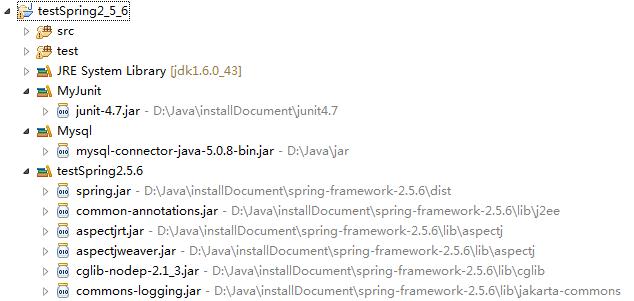 testSpring2_5_6
src
test
JRE System Library [jdk1.6.0_43]
MyJunit
junit-4.7.jar - D:\Java\installDocument\junit4.7
Mysql
mysql-connector-java-5.0.8-bin.jar - D:\Java\jar
testSpring2.5.6
spring.jar - D:\Java\installDocument\spring-framework-2.5.6\dist
common-annotations.jar - D:\Java\installDocument\spring-framework-2.5.6\lib\j2ee
aspectjrt.jar - D:\Java\installDocument\spring-framework-2.5.6\lib\aspectj
aspectjweaver.jar - D:\Java\installDocument\spring-framework-2.5.6\lib\aspectj
cglib-nodep-2.1_3.jar - D:\Java\installDocument\spring-framework-2.5.6\lib\cglib
commons-logging.jar - D:\Java\installDocument\spring-framework-2.5.6\lib\jakarta-commons